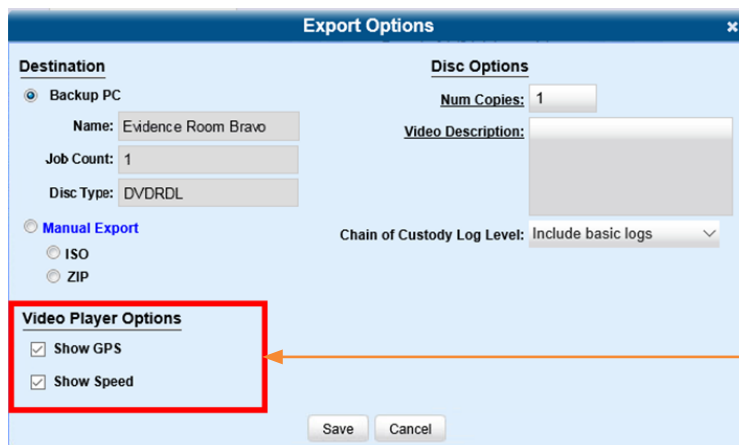 Export Options
Destination
Backup PC
Name: Evidence Room Bravo
Job Count: 1
Disc Type: DVDRDL
Manual Export
ISO
ZIP
Disc Options
Num Copies: 1
Video Description:
Chain of Custody Log Level: Include basic logs
Video Player Options
Show GPS
Show Speed
Save Cancel